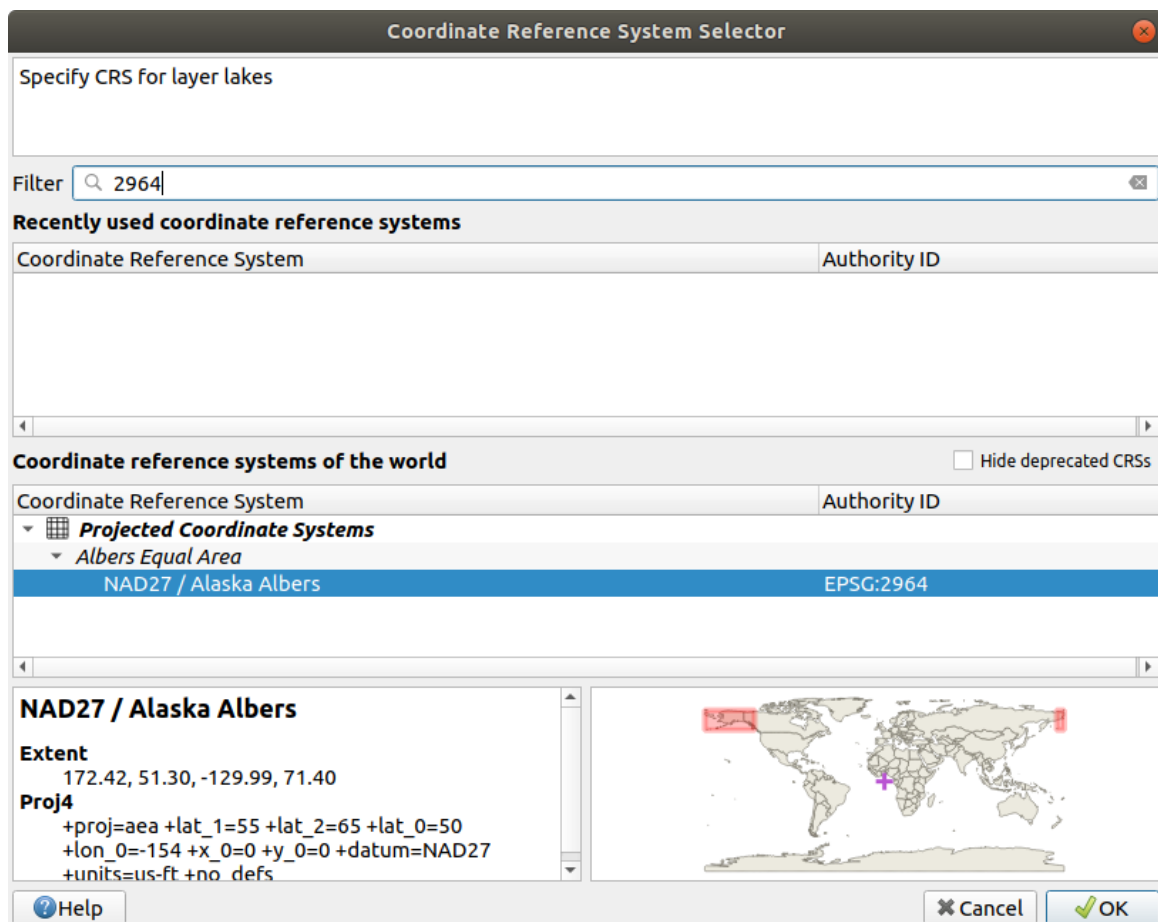 Coordinate Reference System Selector
Specify CRS for layer lakes
Filter 2964
Recently used coordinate reference systems
Coordinate Reference System Authority ID
Coordinate reference systems of the world Hide deprecated CRSs
Coordinate Reference System Authority ID
Projected Coordinate Systems
Albers Equal Area
NAD27 / Alaska Albers EPSG:2964
NAD27 / Alaska Albers
Extent
172.42, 51.30, -129.99, 71.40
Proj4
+proj=aea +lat_1=55 +lat_2=65 +lat_0=50
+lon_0=-154 +x_0=0 +y_0=0 +datum=NAD27
+units=us-ft +no_defs
Help Cancel OK